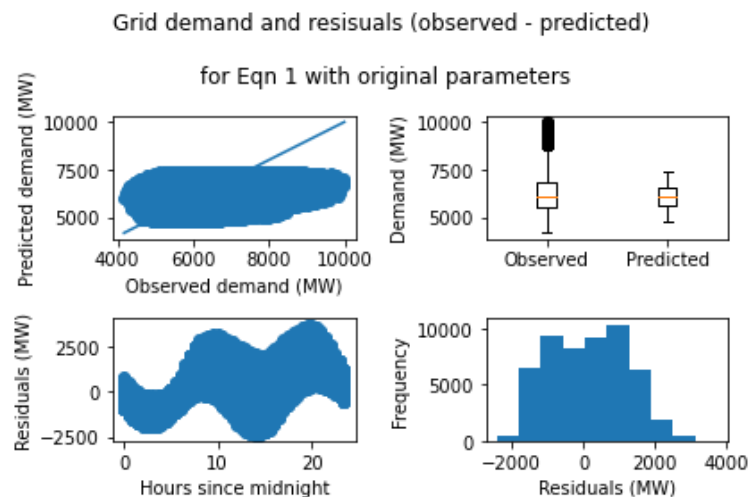 Grid demand and resisuals (observed - predicted)
for Eqn 1 with original parameters
Predicted demand (MW)
10000
7500
5000
4000 6000 8000 10000
Observed demand (MW)
Demand (MW)
10000
7500
5000
Observed Predicted
Residuals (MW)
2500
0
−2500
0 10 20
Hours since midnight
Frequency
10000
5000
0
−2000 0 2000 4000
Residuals (MW)